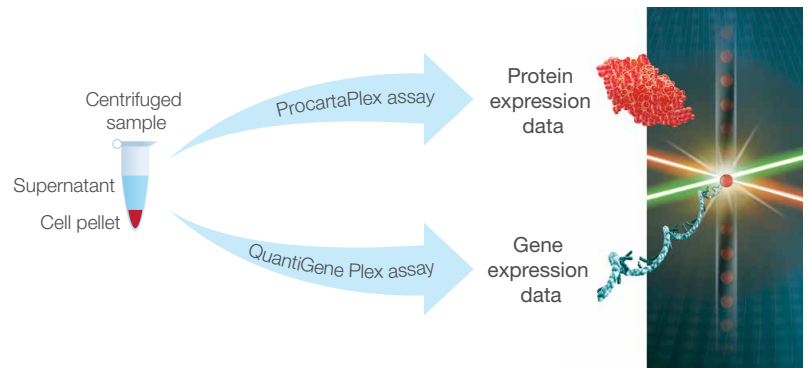 Centrifuged
sample
Supernatant
Cell pellet
ProcartaPlex assay
Protein
expression
data
QuantiGene Plex assay
Gene
expression
data